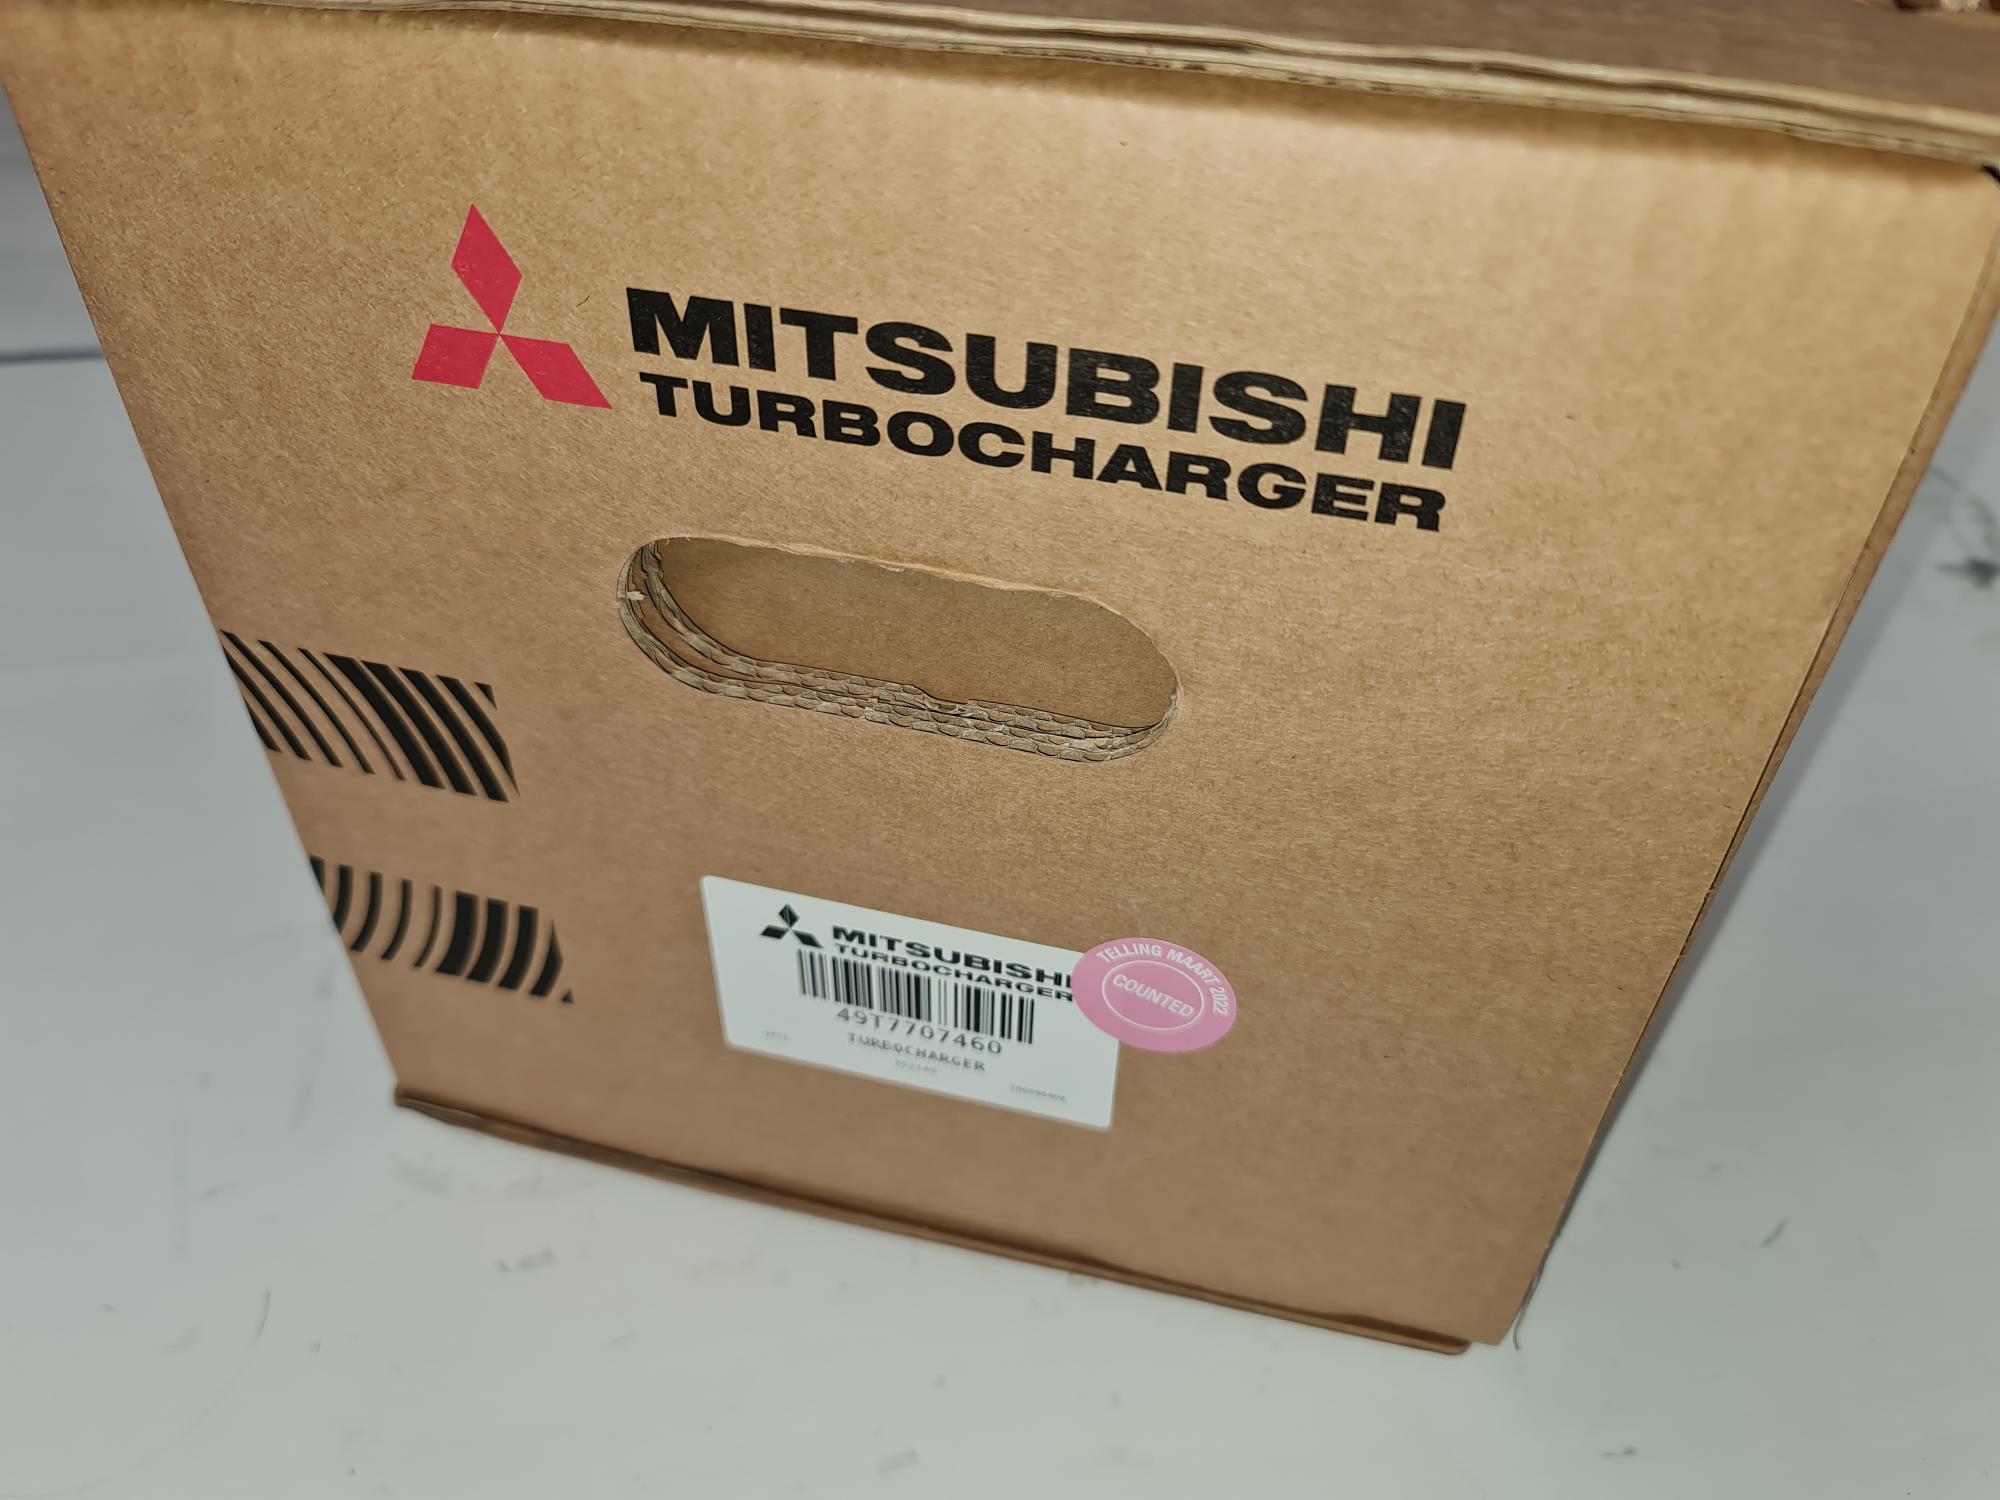 MITSUBISHI
TURBOCHARGER
MITSUBISHI
TURBOCHARGER
49T7707460
TURBOCHARGER
TELLING MAART 2022
COUNTED